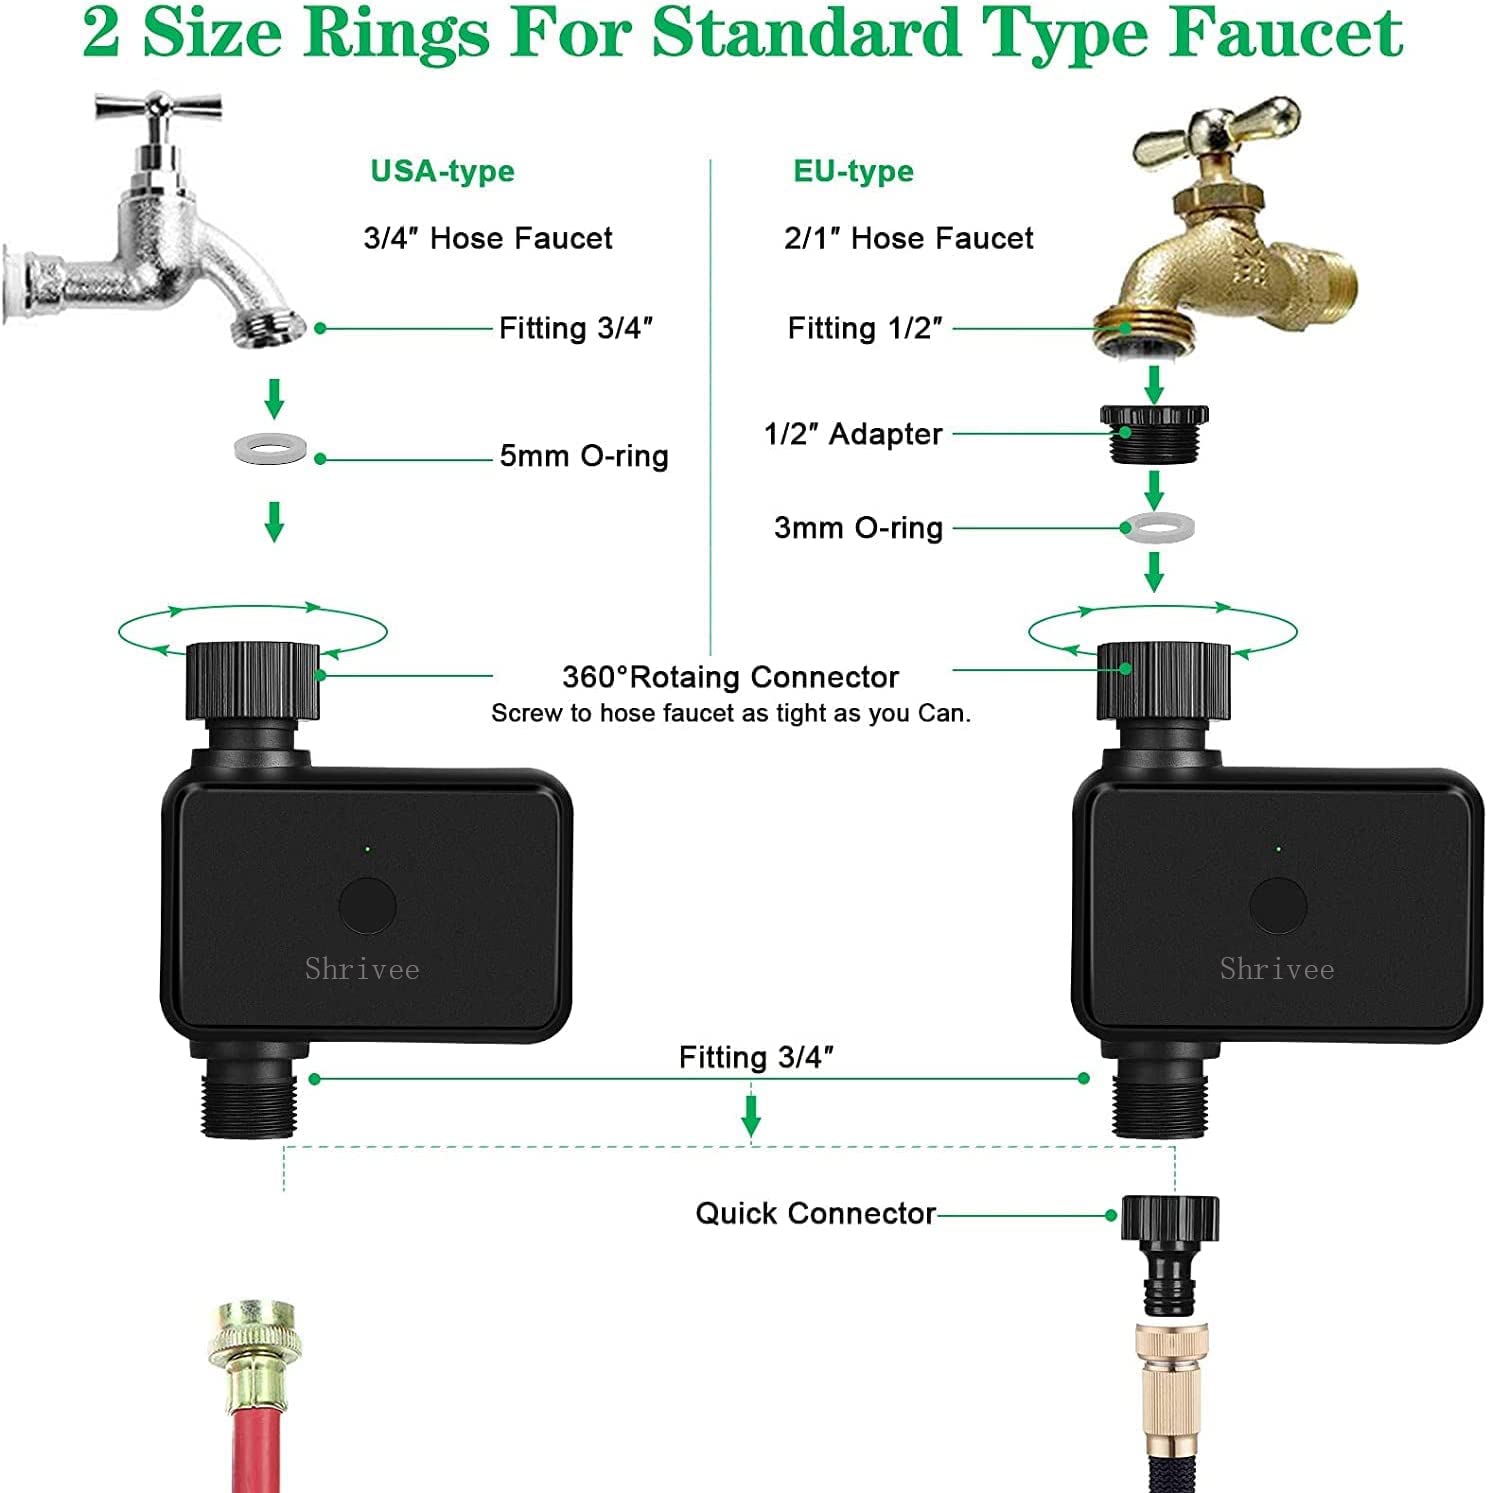 2 Size Rings For Standard Type Faucet
USA-type
3/4" Hose Faucet
Fitting 3/4"
5mm O-ring
EU-type
2/1" Hose Faucet
Fitting 1/2"
1/2" Adapter
3mm O-ring
360°Rotaing Connector
Screw to hose faucet as tight as you Can.
Shrivee
Shrivee
Fitting 3/4"
Quick Connector